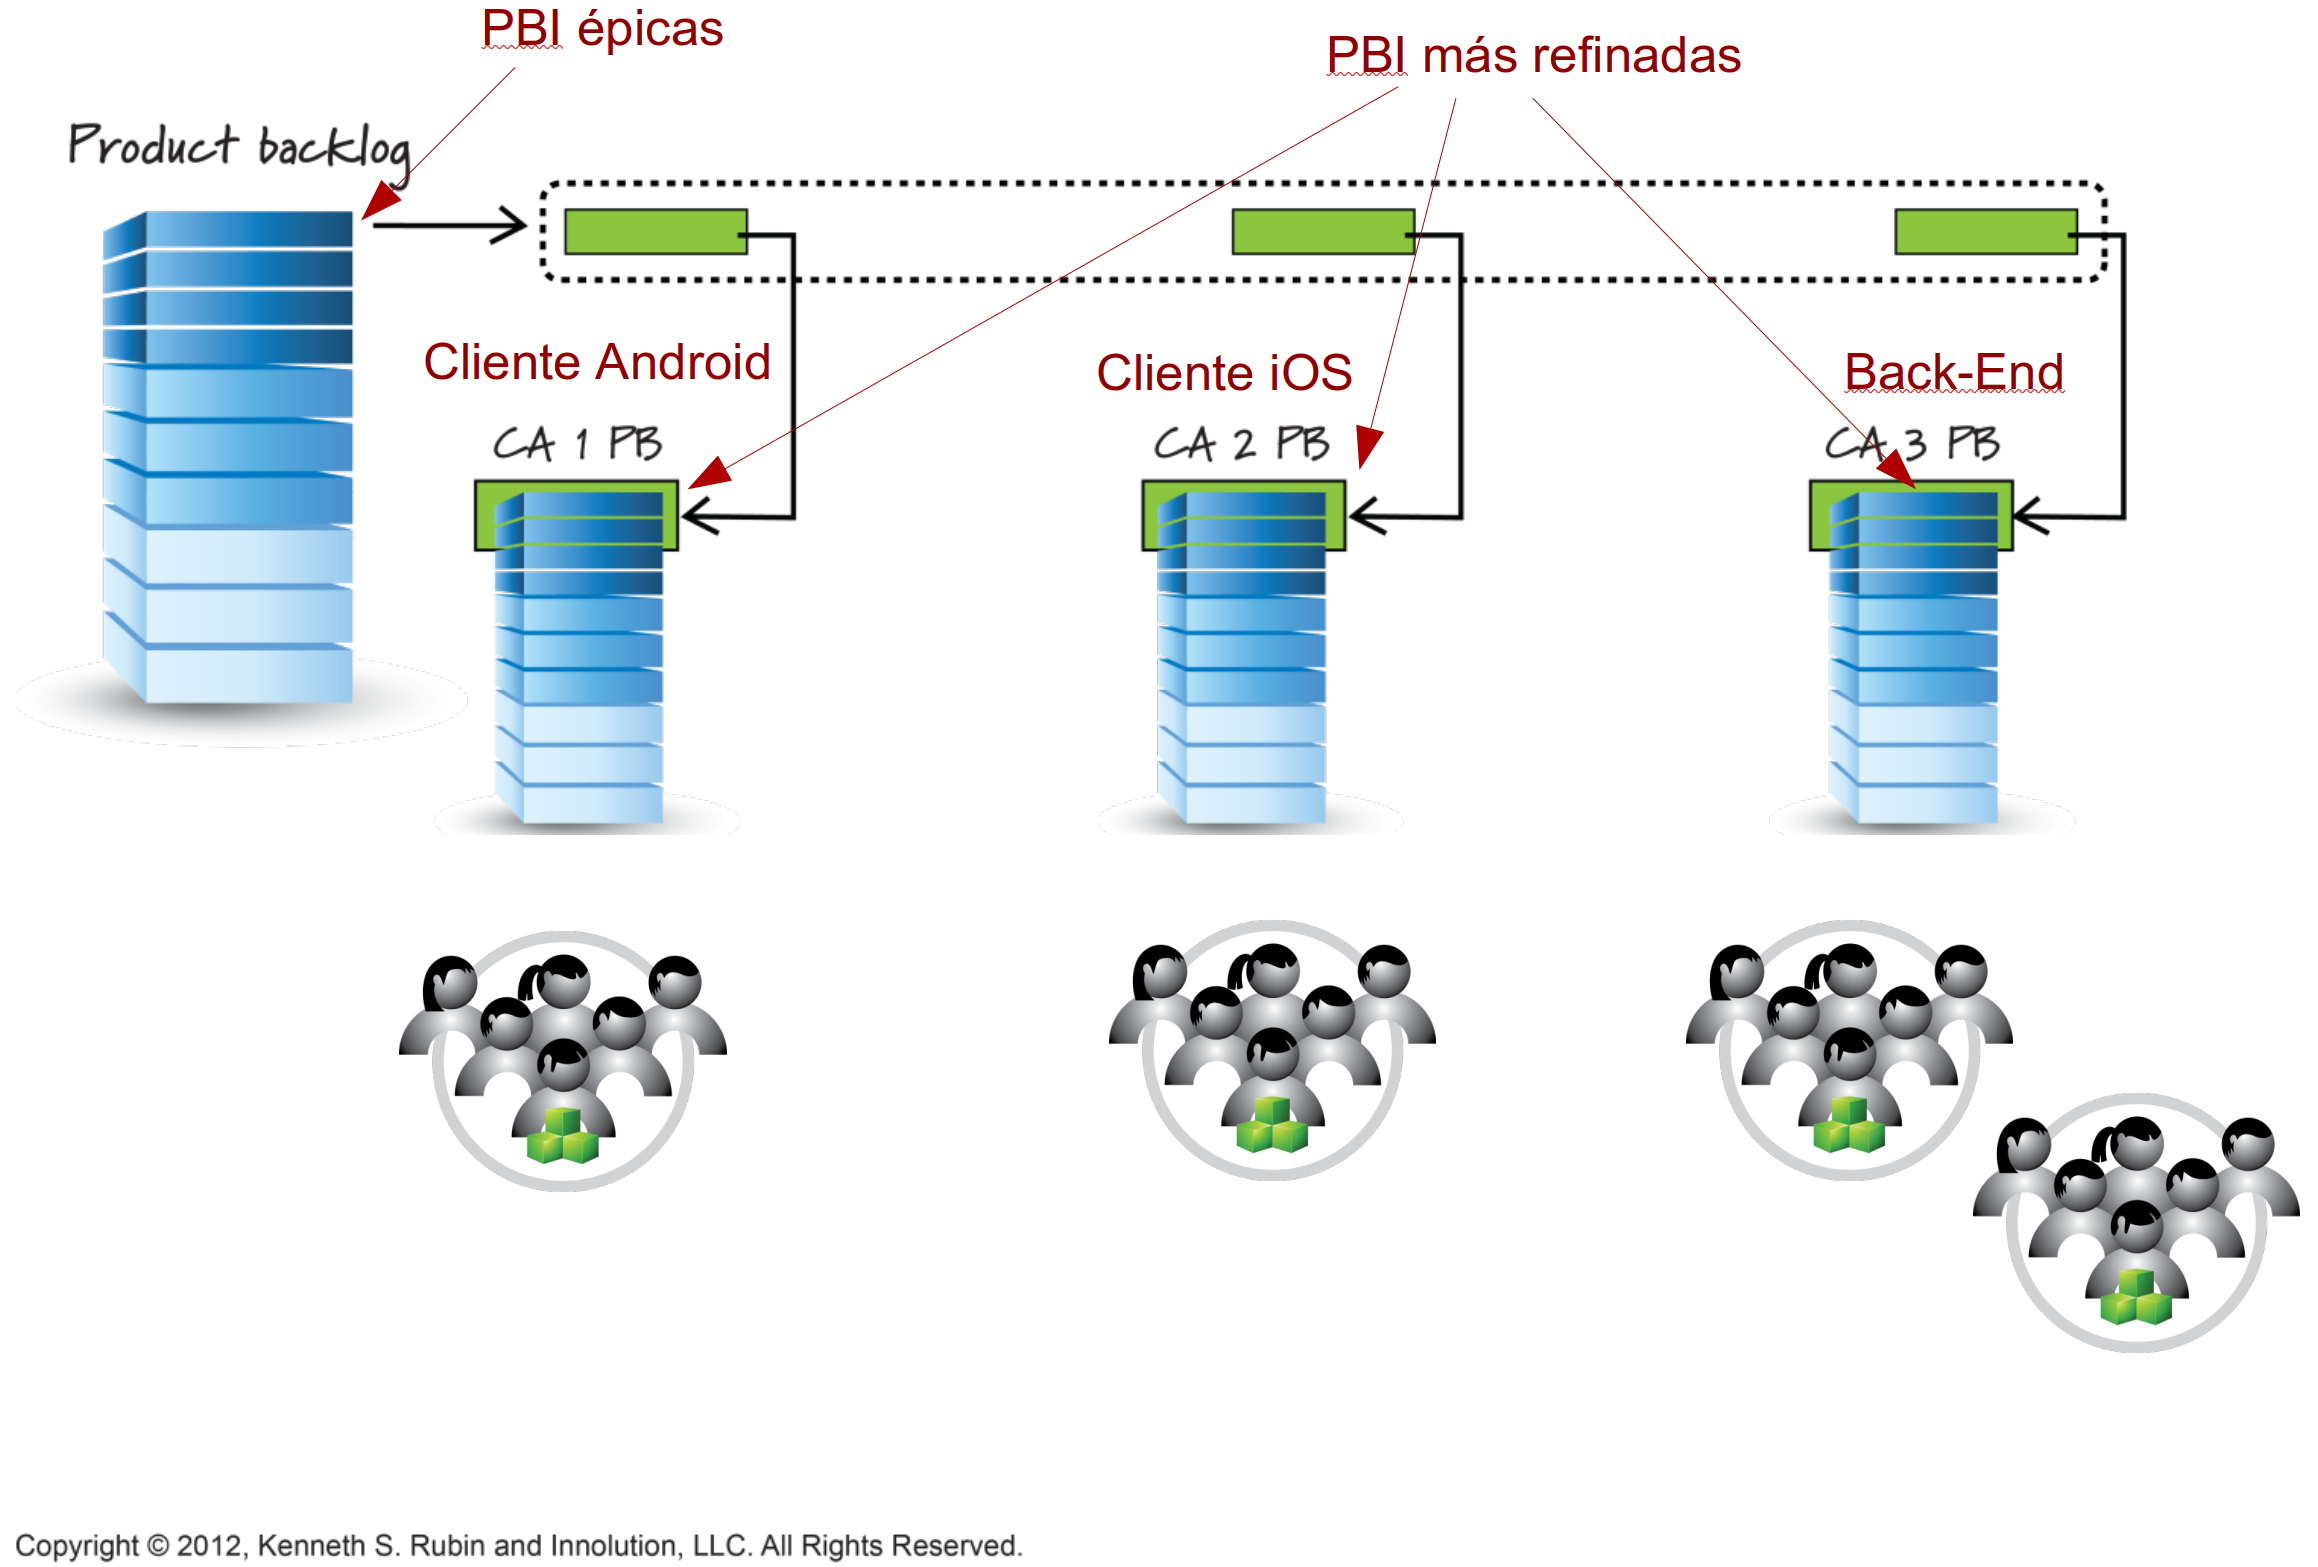 PBI épicas
PBI más refinadas
Product backlog
Cliente Android
Cliente iOS
Back-End
CA 1 PB
CA 2 PB
CA 3 PB
Copyright © 2012, Kenneth S. Rubin and Innolution, LLC. All Rights Reserved.